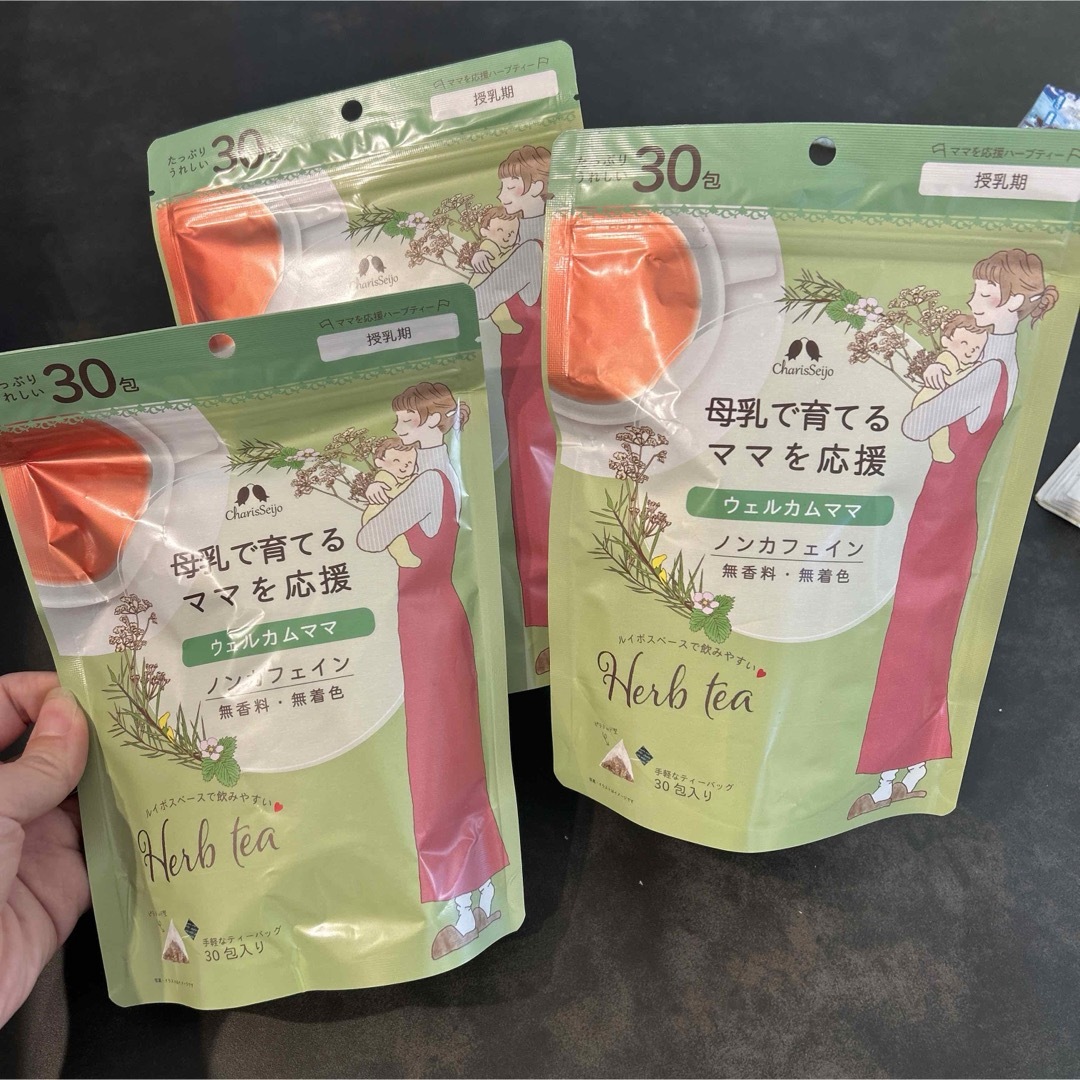 たっぷり
うれしい
30包
ママを応援ハーブティー
授乳期
CharisSeijo
たっぷり
うれしい
30包
ママを応援ハーブティー
授乳期
CharisSeijo
母乳で育てる
ママを応援
ウェルカムママ
ノンカフェイン
無香料・無着色
ルイボスベースで飲みやすい
Herb tea
手軽なティーバッグ
30包入り
っぷり
れしい
30包
ママを応援ハーブティー
授乳期
CharisSeijo
母乳で育てる
ママを応援
ウェルカムママ
ノンカフェイン
無香料・無着色
ルイボスベースで飲みやすい
Herb tea
手軽なティーバッグ
30包入り